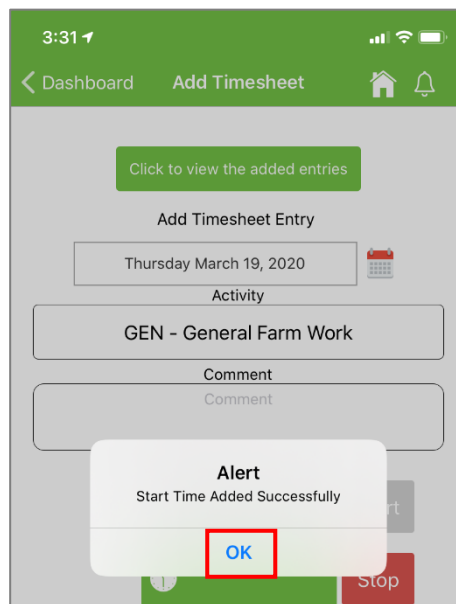 3:31
Dashboard Add Timesheet
Click to view the added entries
Add Timesheet Entry
Thursday March 19, 2020
Activity
GEN - General Farm Work
Comment
Comment
Alert
Start Time Added Successfully
OK
Stop